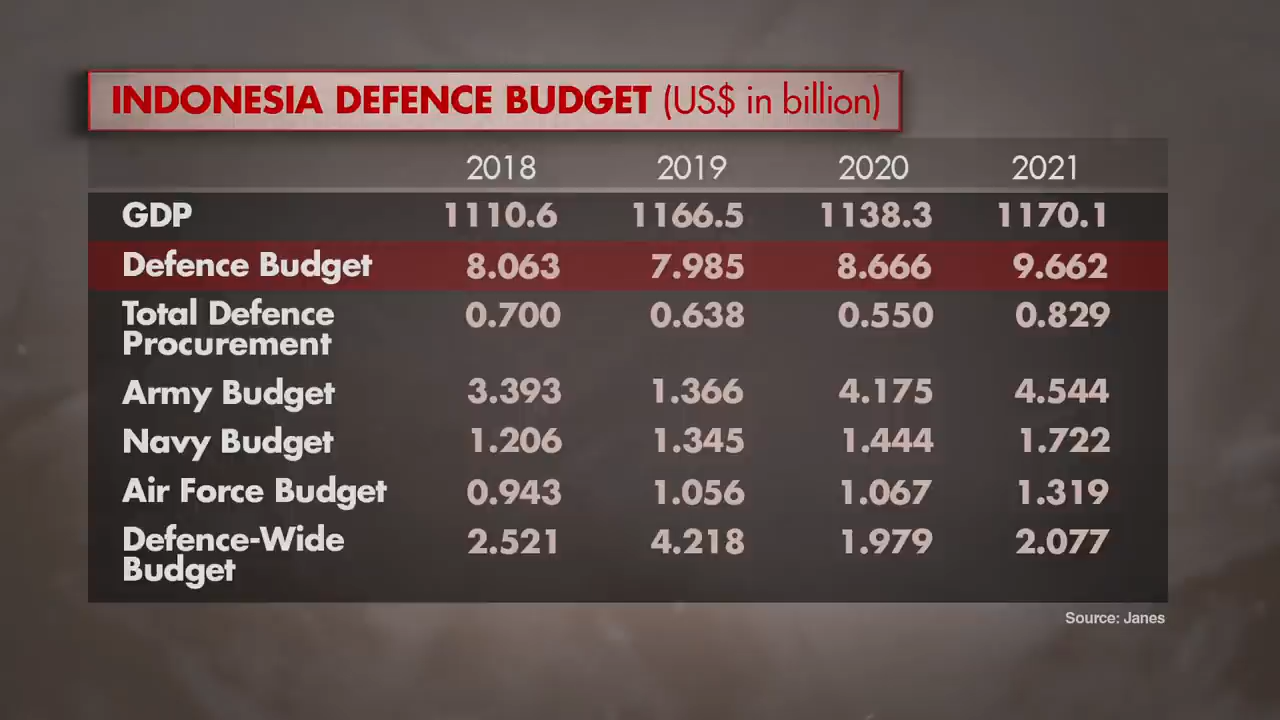 INDONESIA DEFENCE BUDGET (US$ in billion)
2018 2019 2020 2021
GDP 1110.6 1166.5 1138.3 1170.1
Defence Budget 8.063 7.985 8.666 9.662
Total Defence 0.700 0.638 0.550 0.829
Procurement
Army Budget 3.393 1.366 4.175 4.544
Navy Budget 1.206 1.345 1.444 1.722
Air Force Budget 0.943 1.056 1.067 1.319
Defence-Wide 2.521 4.218 1.979 2.077
Budget
Source: Janes